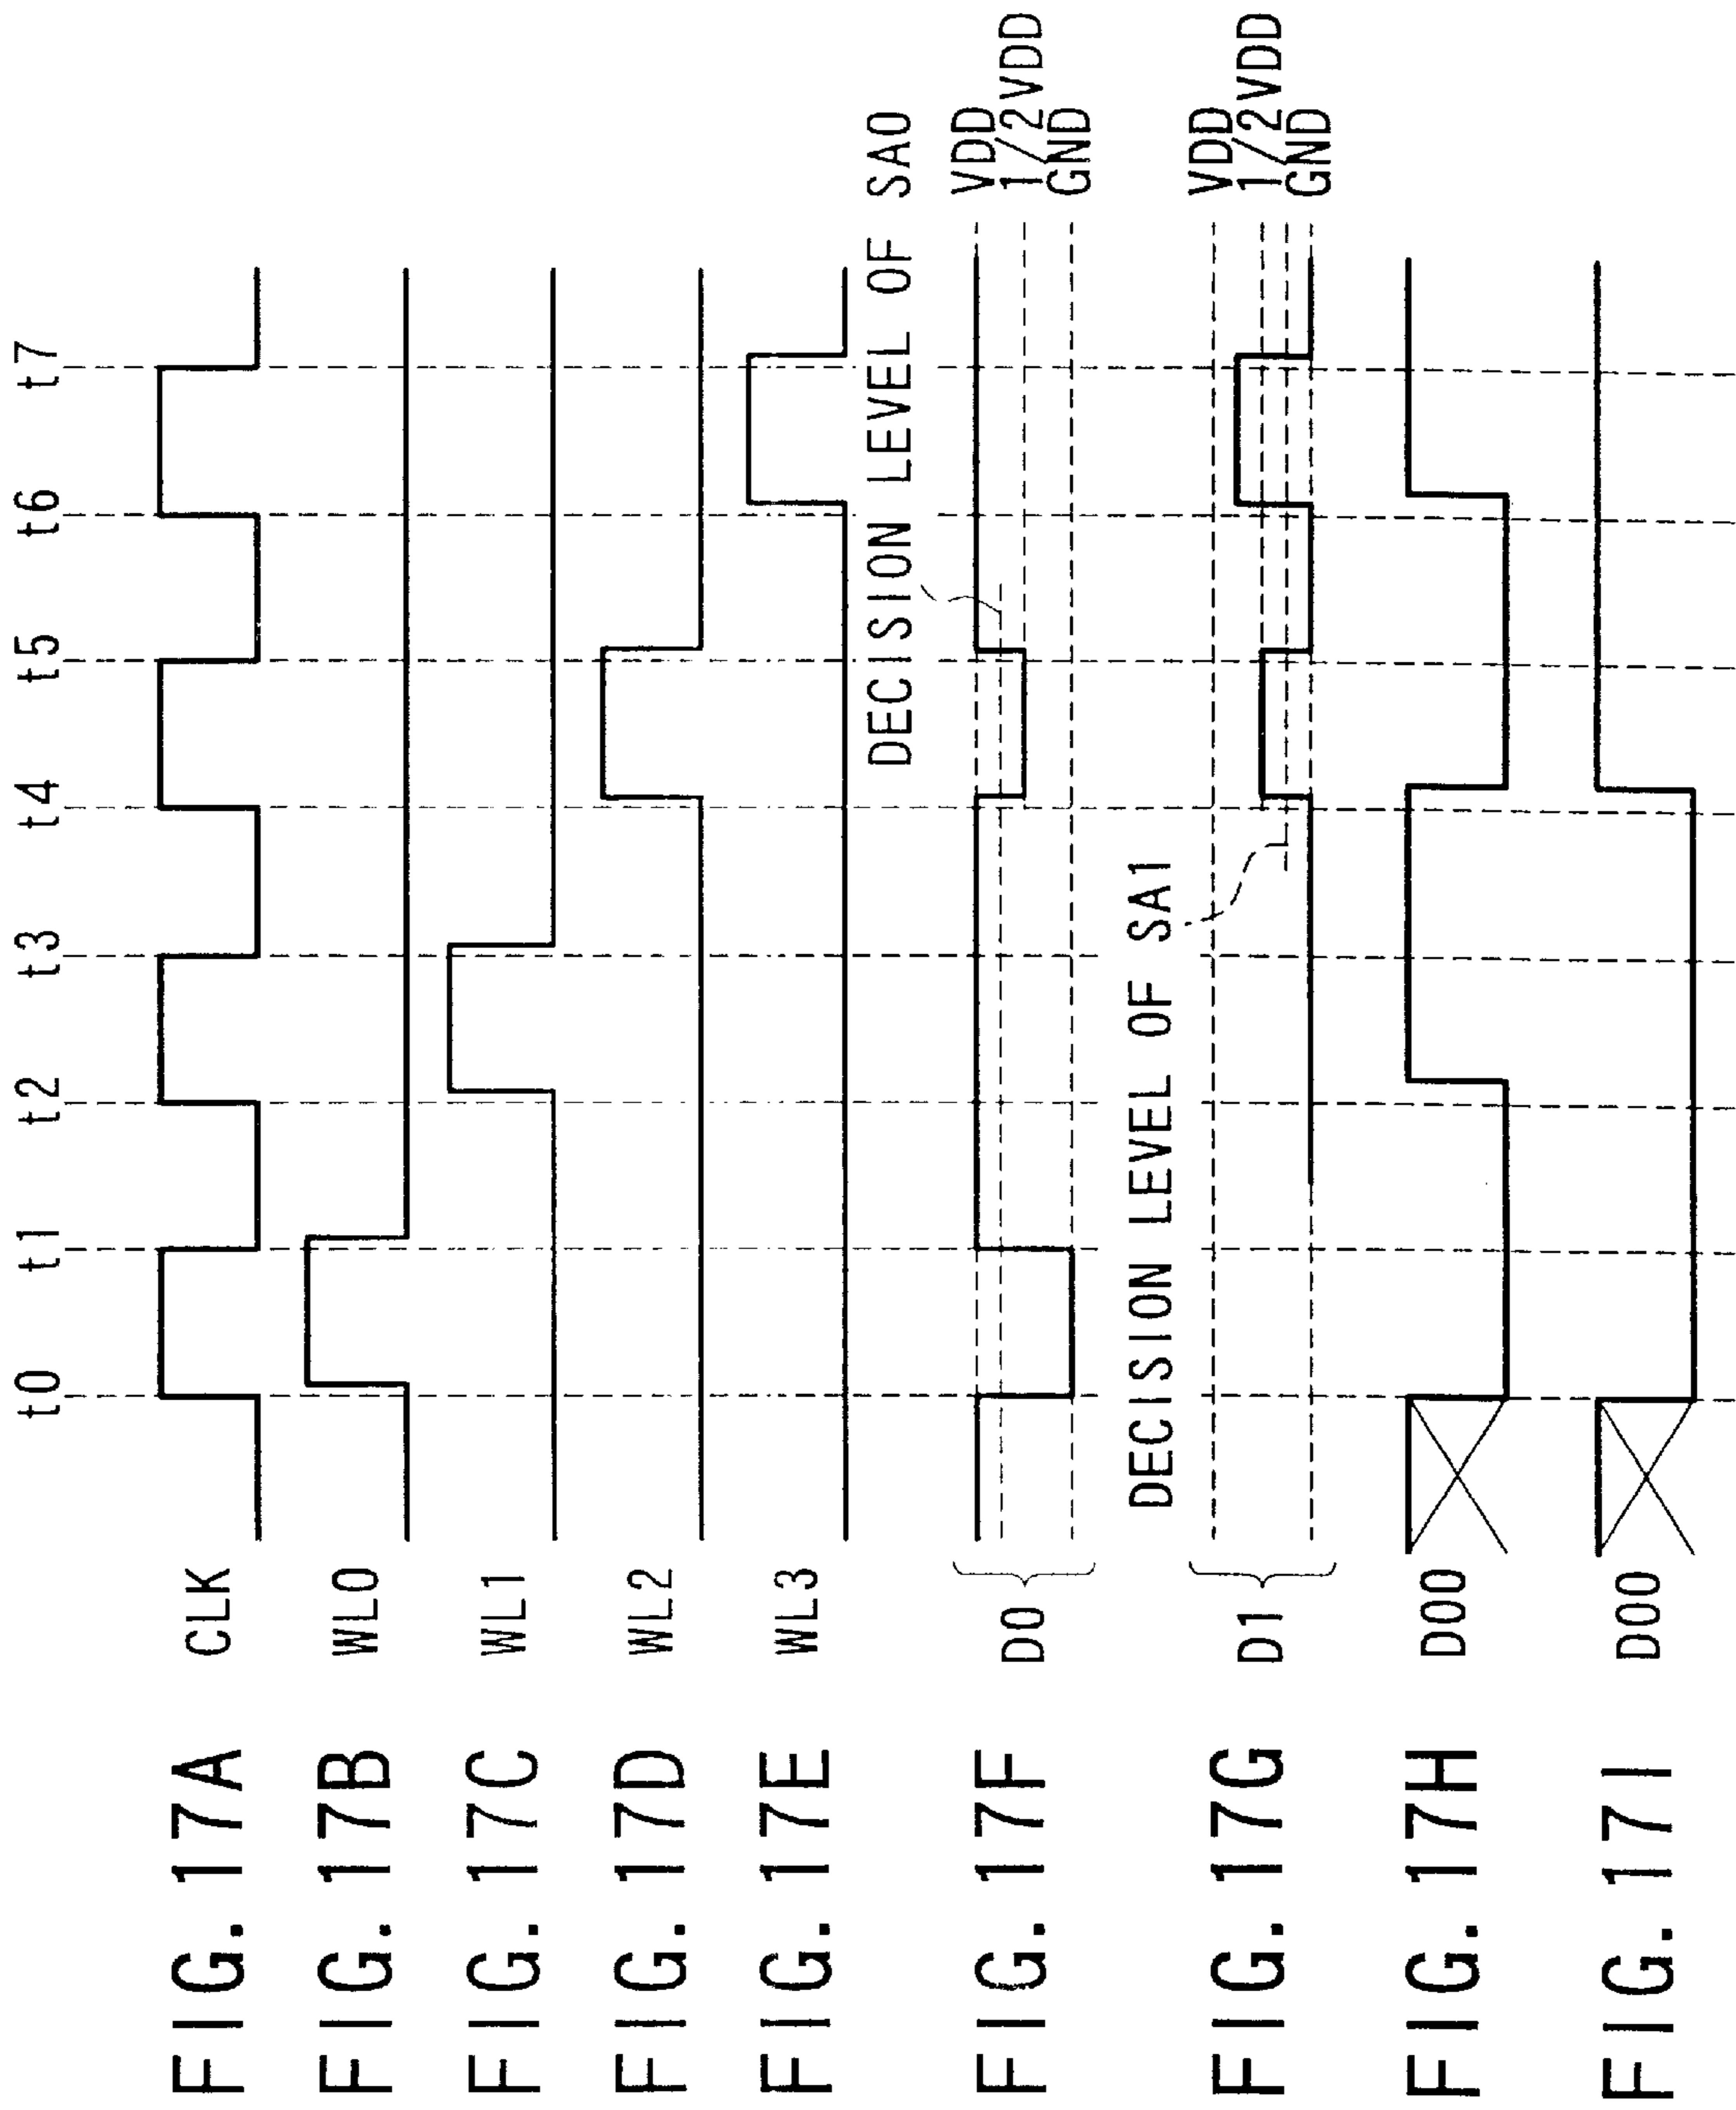 t0 t1 t2 t3 t4 t5 t6 t7
FIG. 17A CLK
FIG. 17B WL0
FIG. 17C WL1
FIG. 17D WL2
FIG. 17E WL3
DECISION LEVEL OF SA0
FIG. 17F D0
VDD
1/2VDD
GND
DECISION LEVEL OF SA1
FIG. 17G D1
VDD
1/2VDD
GND
FIG. 17H D00
FIG. 17I D00